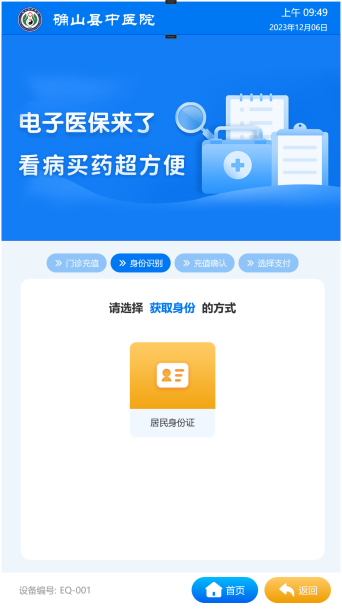 确山县中医院
上午 09:49
2023年12月06日
电子医保来了
看病买药超方便
门诊充值
身份识别
充值确认
选择支付
请选择 获取身份 的方式
居民身份证
设备编号: EQ-001
首页
返回